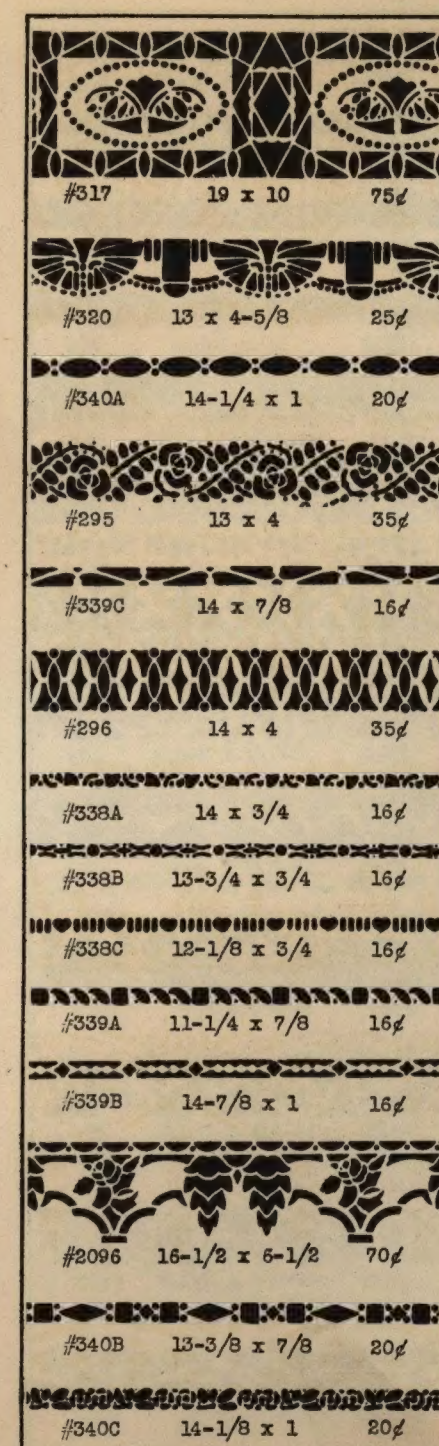 #317 19 x 10 75¢
#320 13 x 4-5/8 25¢
#340A 14-1/4 x 1 20¢
#295 13 x 4 35¢
#339C 14 x 7/8 16¢
#296 14 x 4 35¢
#338A 14 x 3/4 16¢
#338B 13-3/4 x 3/4 16¢
#338C 12-1/8 x 3/4 16¢
#339A 11-1/4 x 7/8 16¢
#339B 14-7/8 x 1 16¢
#2096 16-1/2 x 6-1/2 70¢
#340B 13-3/8 x 7/8 20¢
#340C 14-1/8 x 1 20¢